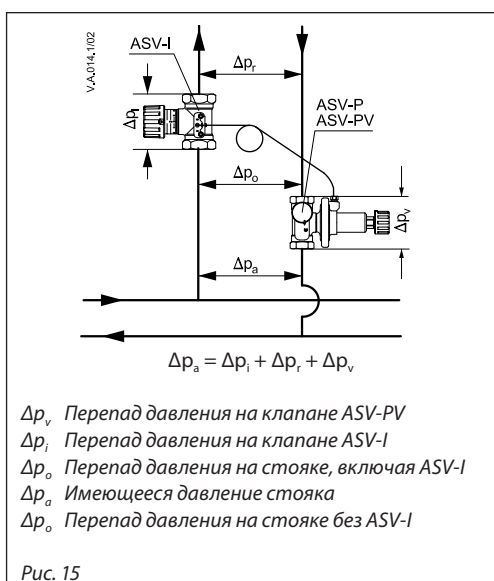 V.A.014.1/02
ASV-I
Δpᵣ
ASV-P
ASV-PV
Δpᵢ
Δpₒ
Δpᵥ
Δpₐ
Δpₐ = Δpᵢ + Δpᵣ + Δpᵥ
Δpᵥ Перепад давления на клапане ASV-PV
Δpᵢ Перепад давления на клапане ASV-I
Δpₒ Перепад давления на стояке, включая ASV-I
Δpₐ Имеющееся давление стояка
Δpₒ Перепад давления на стояке без ASV-I
Рис. 15